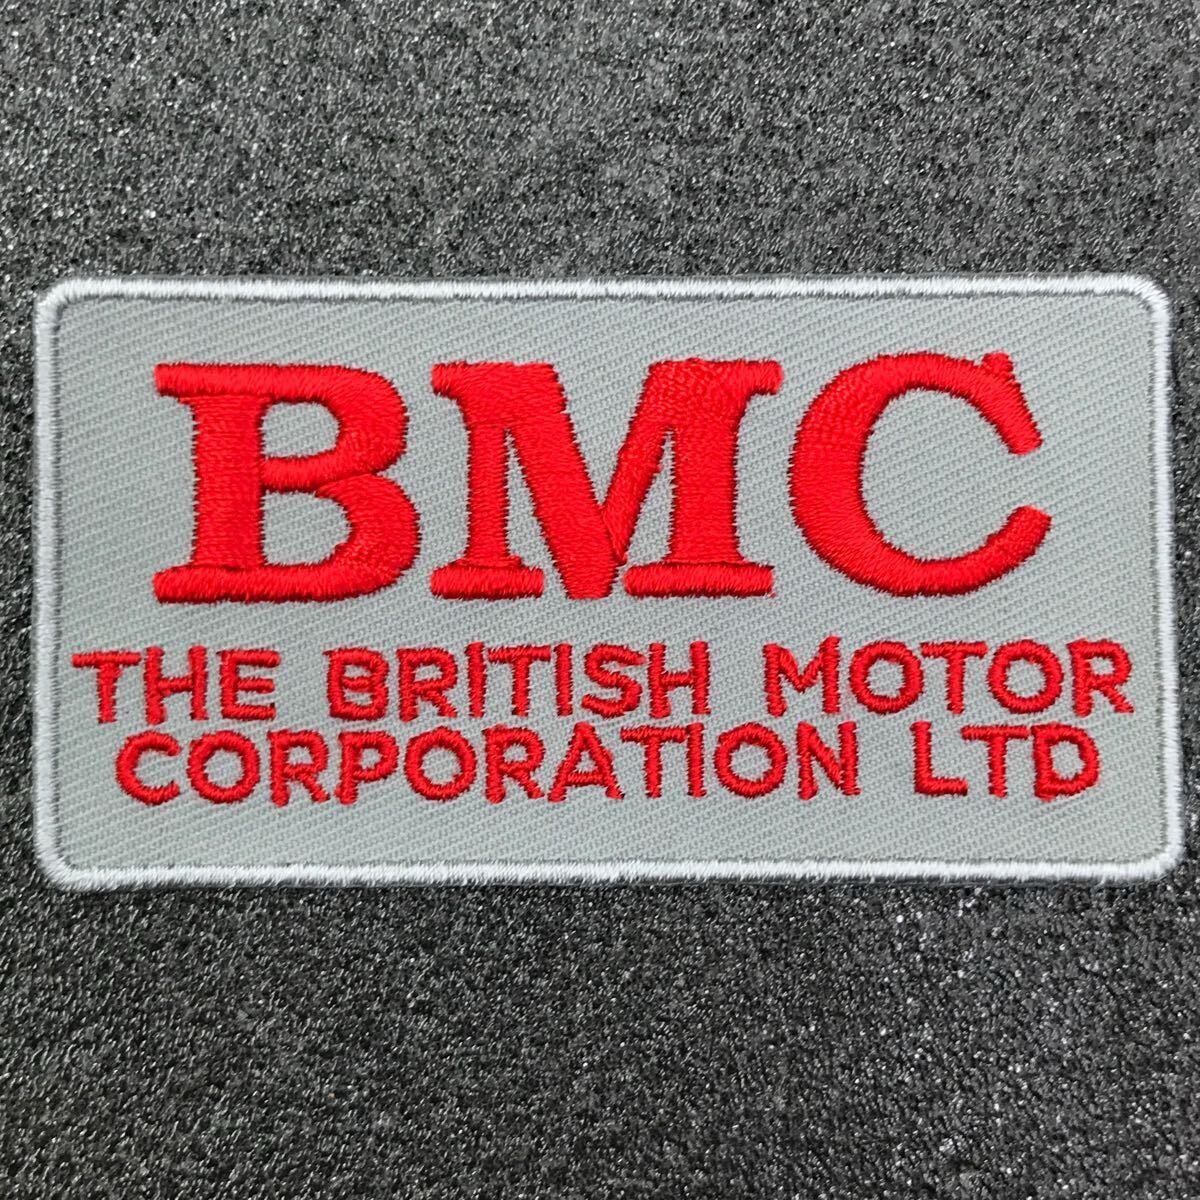 BMC
THE BRITISH MOTOR
CORPORATION LTD